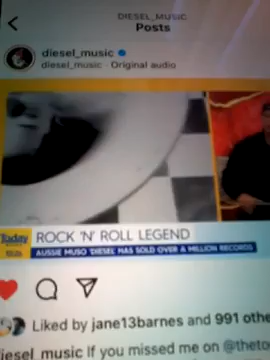 DIESEL_MUSIC
Posts
diesel_music
diesel_music · Original audio
Today
ROCK 'N' ROLL LEGEND
AUSSIE MUSO 'DIESEL' HAS SOLD OVER A MILLION RECORDS
Liked by jane13barnes and 991 othe
iesel_music If you missed me on @theto